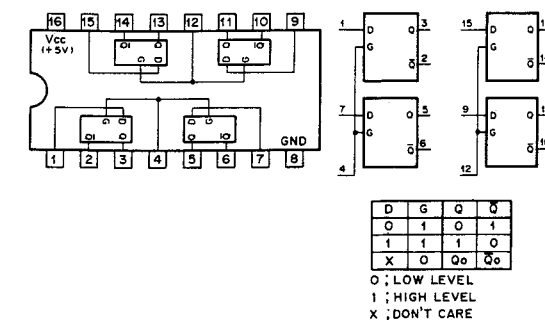 16 15 14 13 12 11 10 9
Vcc
(+5V)
Q̅ Q D G
Q D G Q̅
D G Q Q̅
G D Q Q̅
GND
1 2 3 4 5 6 7 8
1 D Q 3
G
Q̅ 2
7 D Q 5
G
Q̅ 6
4
15 D Q
G
Q̅
9 D Q
G
Q̅
12
D G Q Q̅
0 1 0 1
1 1 1 0
X 0 Qo Q̅o
0 ; LOW LEVEL
1 ; HIGH LEVEL
X ; DON'T CARE